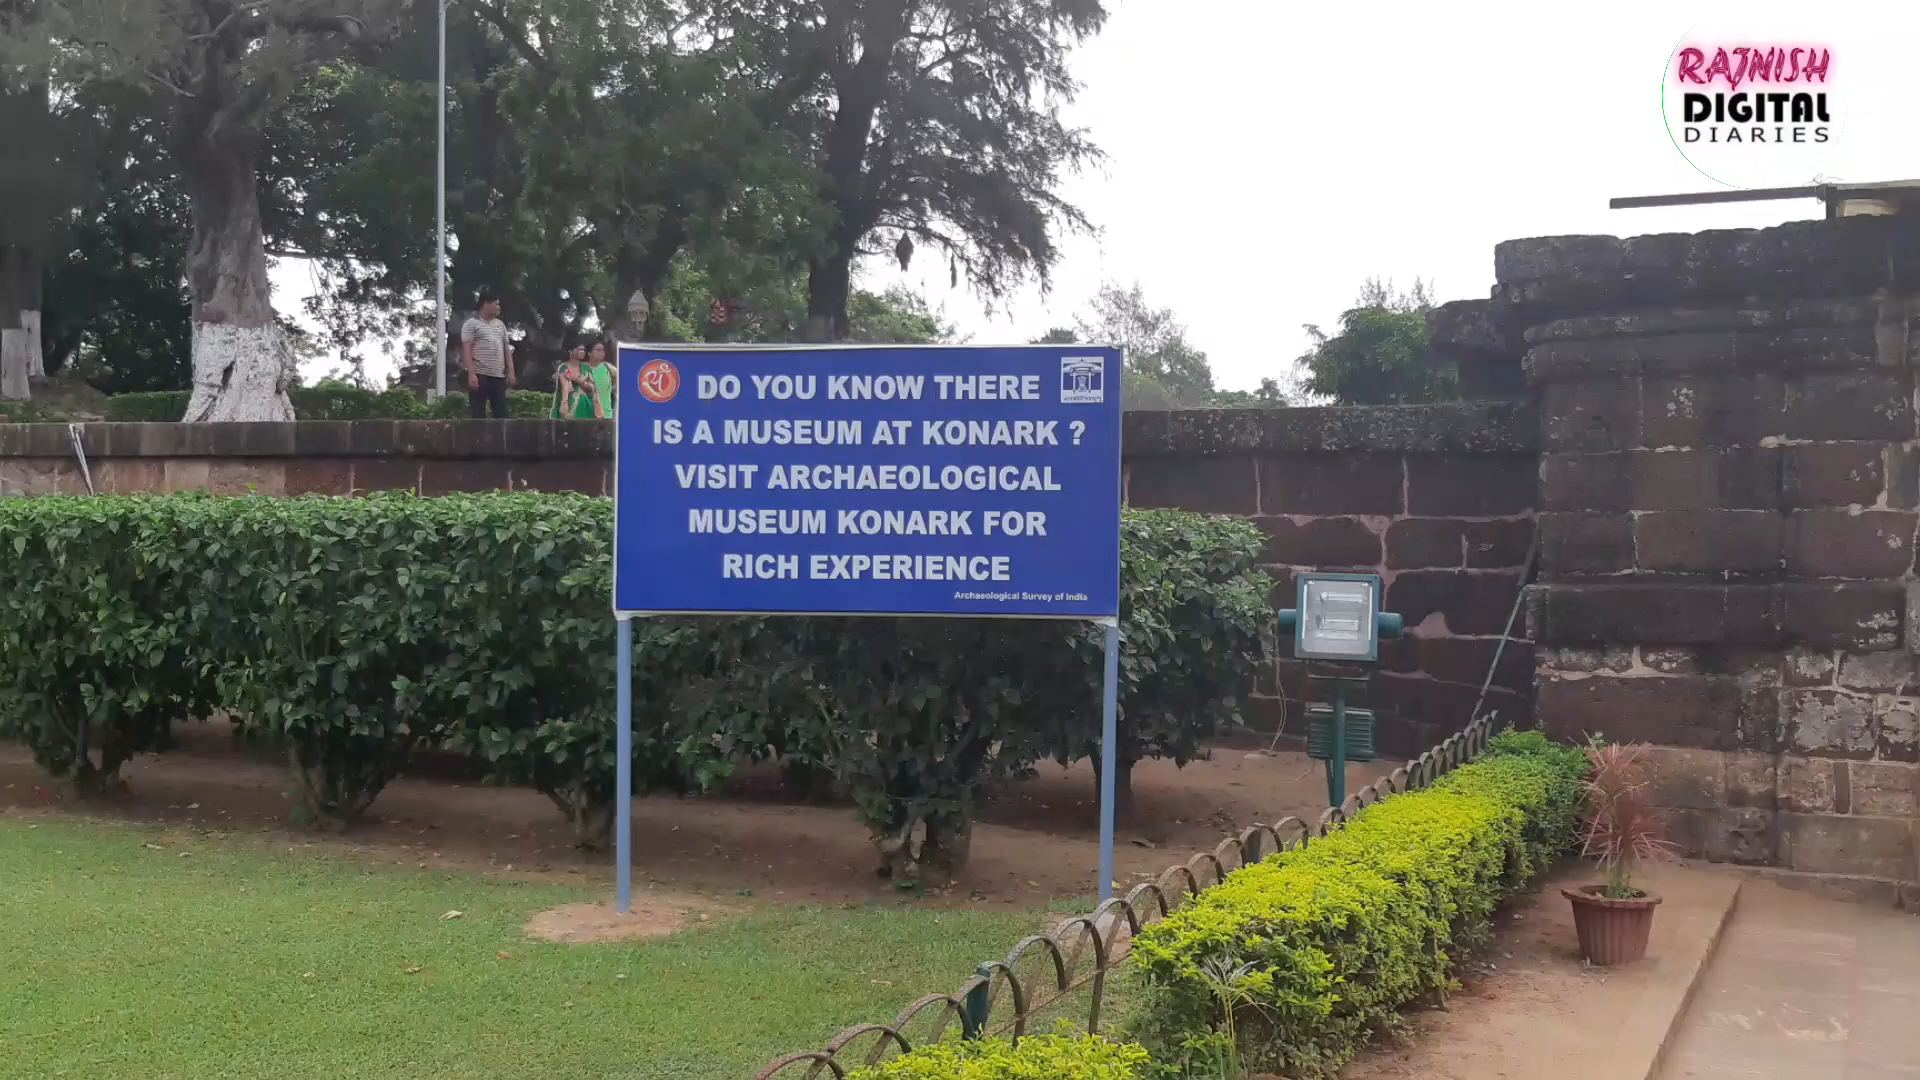 RAJNISH
DIGITAL
DIARIES
DO YOU KNOW THERE
IS A MUSEUM AT KONARK ?
VISIT ARCHAEOLOGICAL
MUSEUM KONARK FOR
RICH EXPERIENCE
Archaeological Survey of India